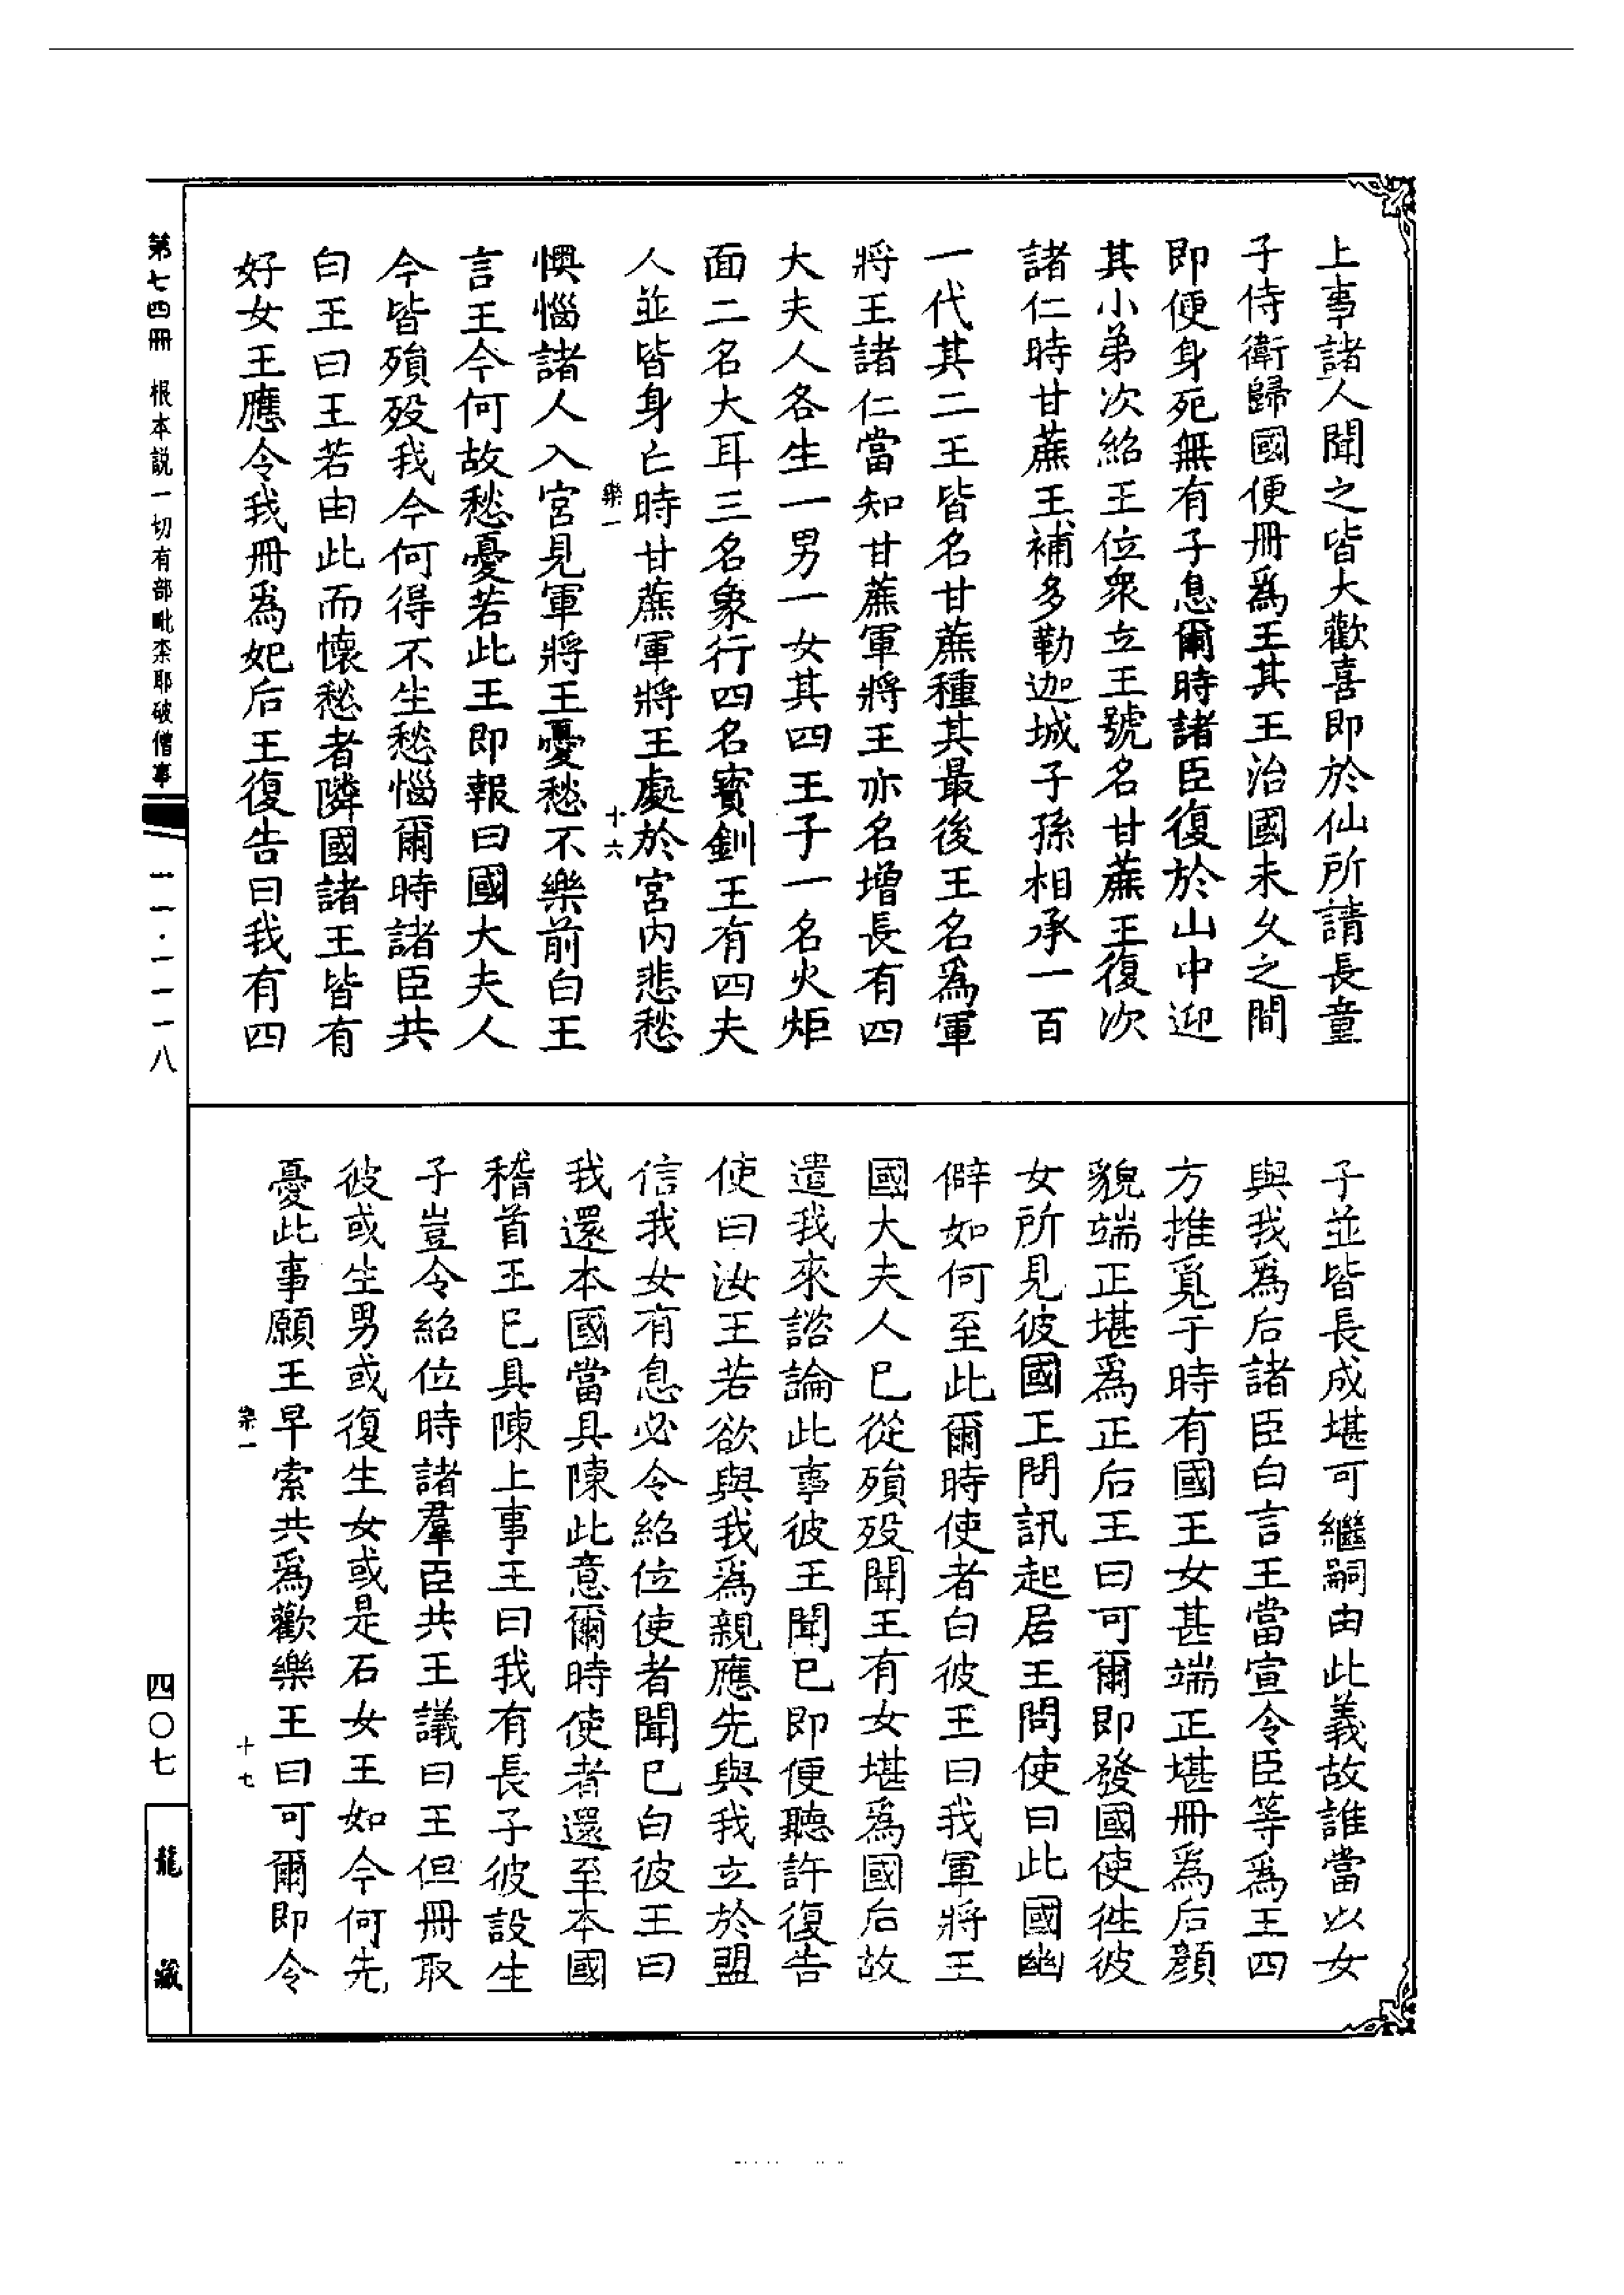 上事諸人聞之皆大歡喜即於仙所請長童
子侍衛歸國便冊爲王其王治國未久之間
即便身死無有子息爾時諸臣復於山中迎
其小弟次紹王位衆立王號名甘蔗王復次
諸仁時甘蔗王補多勒迦城子孫相承一百
一代其二王皆名甘蔗種其最後王名爲軍
將王諸仁當知甘蔗軍將王亦名增長有四
大夫人各生一男一女其四王子一名火炬
面二名大耳三名象行四名寶釧王有四夫
人並皆身亡時甘蔗軍將王處於宮內悲愁
樂一
十六
懊惱諸人入宮見軍將王憂愁不樂前白王
言王今何故愁憂若此王即報曰國大夫人
今皆殞歿我今何得不生愁惱爾時諸臣共
白王曰王若由此而懷愁者隣國諸王皆有
好女王應令我冊爲妃后王復告曰我有四
子並皆長成堪可繼嗣由此義故誰當以女
與我爲后諸臣白言王當宣令臣等爲王四
方推覓于時有國王女甚端正堪冊爲后顏
貌端正堪爲正后王曰可爾即發國使往彼
女所見彼國王問訊起居王問使曰此國幽
僻如何至此爾時使者白彼王曰我軍將王
國大夫人已從殞歿聞王有女堪爲國后故
遣我來諮論此事彼王聞已即便聽許復告
使曰汝王若欲與我爲親應先與我立於盟
信我女有息必令紹位使者聞已白彼王曰
我還本國當具陳此意爾時使者還至本國
稽首王已具陳上事王曰我有長子彼設生
子豈令紹位時諸羣臣共王議曰王但冊取
彼或生男或復生女或是石女王如今何先
憂此事願王早索共爲歡樂王曰可爾即令
樂一
十七
第七四冊 根本説一切有部毗柰耶破僧事
一一一·一一一八
四〇七
龍藏